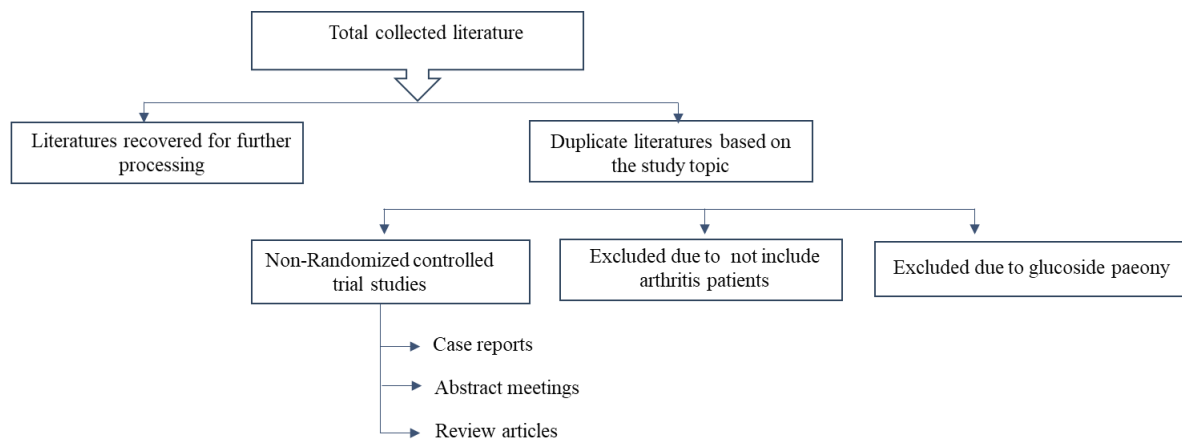 Total collected literature
Literatures recovered for further
processing
Duplicate literatures based on
the study topic
Non-Randomized controlled
trial studies
Excluded due to not include
arthritis patients
Excluded due to glucoside paeony
Case reports
Abstract meetings
Review articles